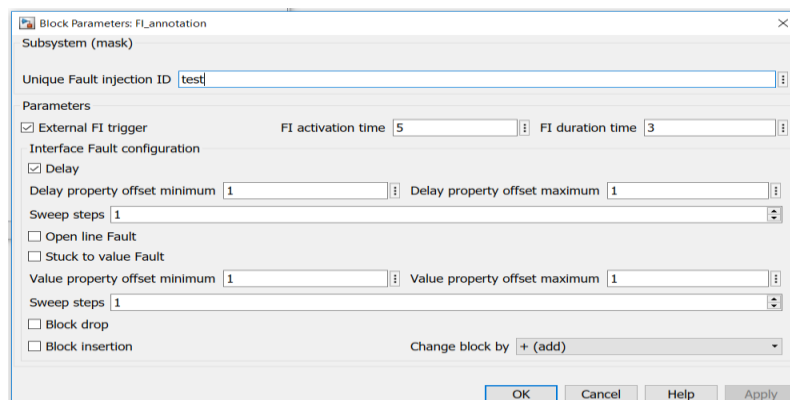 Block Parameters: FI_annotation
Subsystem (mask)
Unique Fault injection ID test
Parameters
External FI trigger FI activation time 5 FI duration time 3
Interface Fault configuration
Delay
Delay property offset minimum 1 Delay property offset maximum 1
Sweep steps 1
Open line Fault
Stuck to value Fault
Value property offset minimum 1 Value property offset maximum 1
Sweep steps 1
Block drop
Block insertion Change block by + (add)
OK Cancel Help Apply